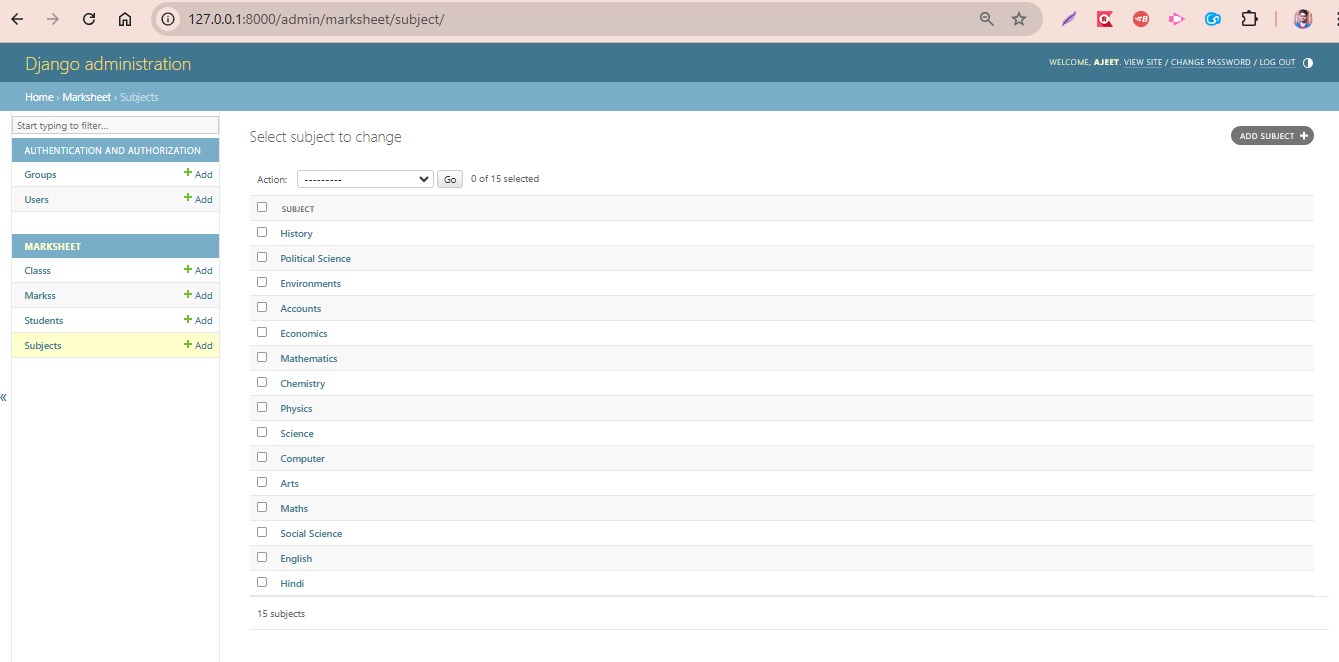 127.0.0.1:8000/admin/marksheet/subject/
Django administration
WELCOME, AJEET. VIEW SITE / CHANGE PASSWORD / LOG OUT
Home › Marksheet › Subjects
Start typing to filter...
AUTHENTICATION AND AUTHORIZATION
Groups + Add
Users + Add
MARKSHEET
Classs + Add
Markss + Add
Students + Add
Subjects + Add
«
Select subject to change
ADD SUBJECT +
Action: --------- Go 0 of 15 selected
SUBJECT
History
Political Science
Environments
Accounts
Economics
Mathematics
Chemistry
Physics
Science
Computer
Arts
Maths
Social Science
English
Hindi
15 subjects